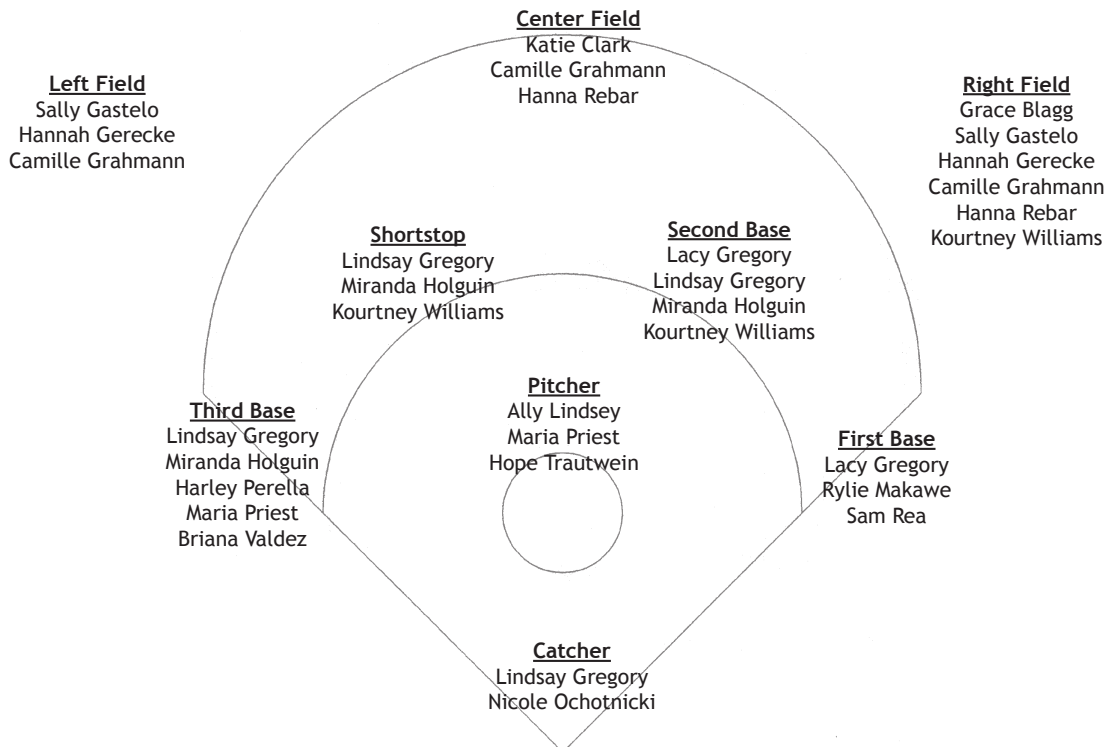 Center Field
Katie Clark
Camille Grahmann
Hanna Rebar
Left Field
Sally Gastelo
Hannah Gerecke
Camille Grahmann
Right Field
Grace Blagg
Sally Gastelo
Hannah Gerecke
Camille Grahmann
Hanna Rebar
Kourtney Williams
Shortstop
Lindsay Gregory
Miranda Holguin
Kourtney Williams
Second Base
Lacy Gregory
Lindsay Gregory
Miranda Holguin
Kourtney Williams
Third Base
Lindsay Gregory
Miranda Holguin
Harley Perella
Maria Priest
Briana Valdez
Pitcher
Ally Lindsey
Maria Priest
Hope Trautwein
First Base
Lacy Gregory
Rylie Makawe
Sam Rea
Catcher
Lindsay Gregory
Nicole Ochotnicki